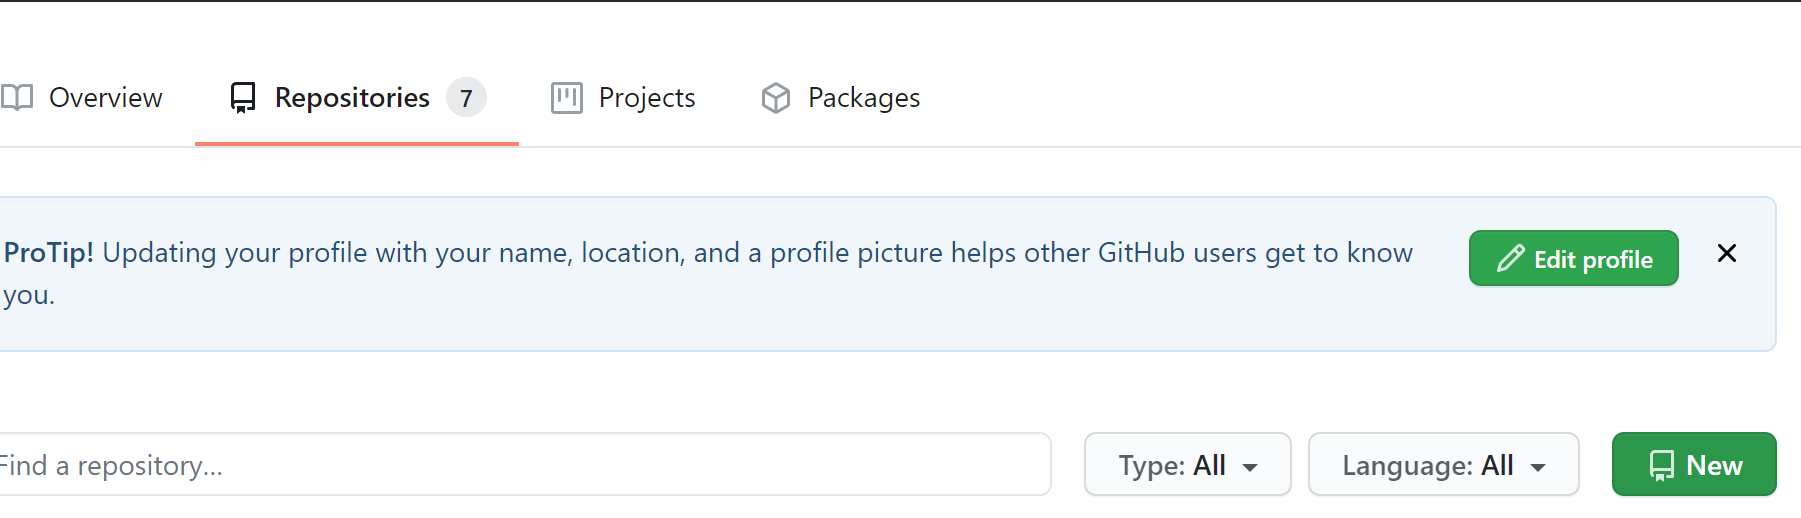 Overview Repositories 7 Projects Packages
ProTip! Updating your profile with your name, location, and a profile picture helps other GitHub users get to know
you.
Edit profile
Find a repository...
Type: All
Language: All
New